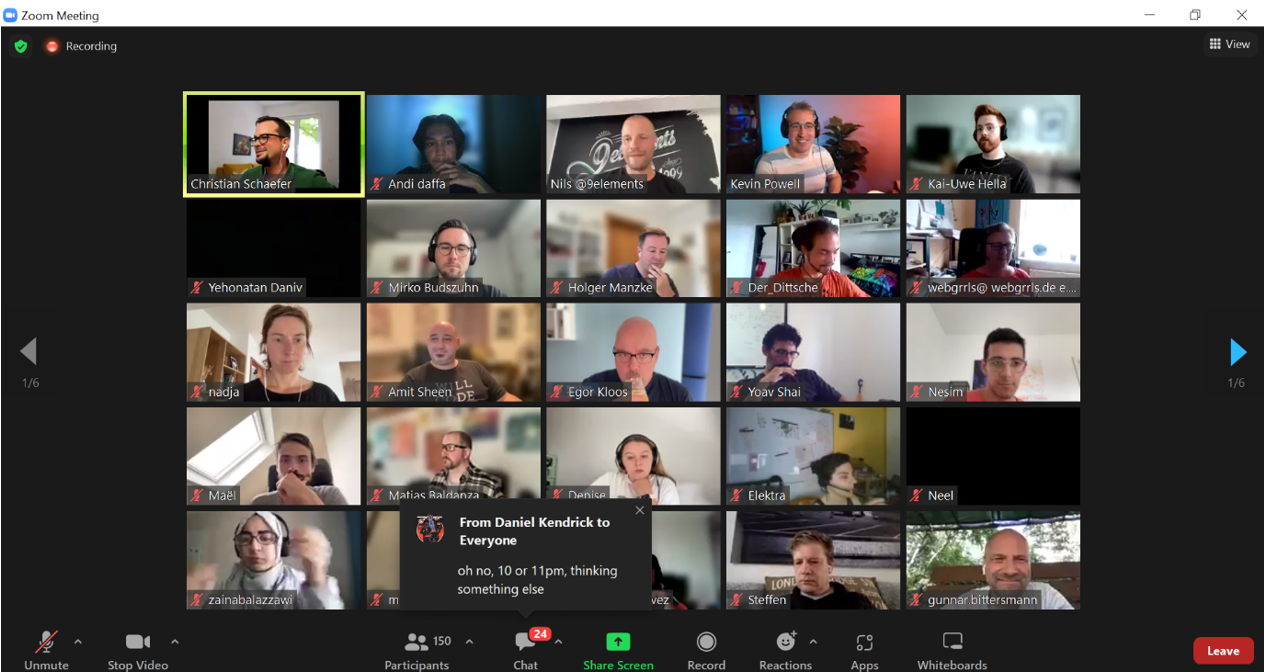 Zoom Meeting
Recording
View
Christian Schaefer
Andi daffa
9elements
1999
Nils @9elements
Kevin Powell
Kai-Uwe Hella
Yehonatan Daniv
Mirko Budszuhn
Holger Manzke
Der_Dittsche
webgrrls@ webgrrls.de e....
1/6
1/6
nadja
Amit Sheen
Egor Kloos
Yoav Shai
Nesim
Maël
Matias Baldanza
Denise
Elektra
Neel
From Daniel Kendrick to
Everyone
oh no, 10 or 11pm, thinking
something else
zainabalazzawi
m
vez
Steffen
gunnar.bittersmann
150
24
Unmute
Stop Video
Participants
Chat
Share Screen
Record
Reactions
Apps
Whiteboards
Leave